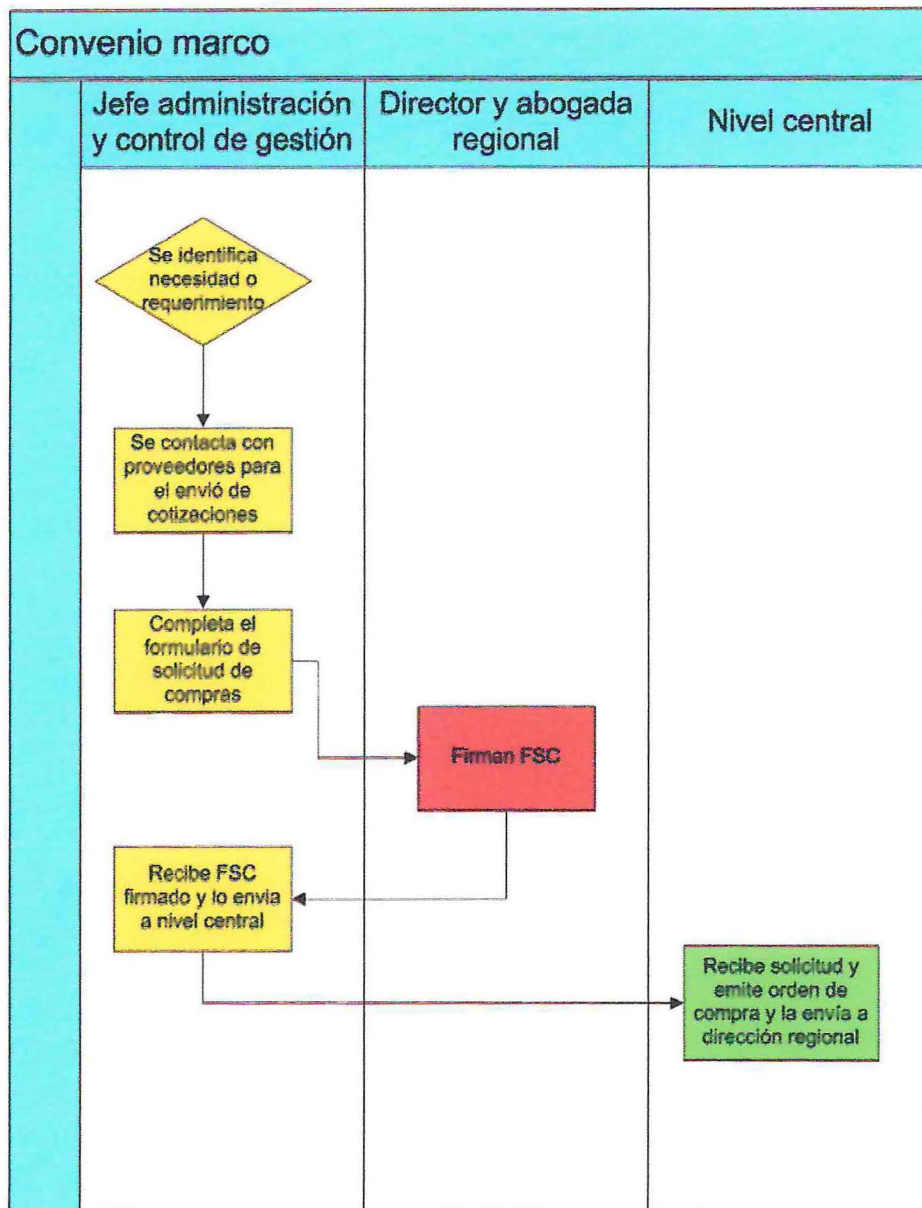 Convenio marco
Jefe administración
y control de gestión
Director y abogada
regional
Nivel central
Se identifica
necesidad o
requerimiento
Se contacta con
proveedores para
el envió de
cotizaciones
Completa el
formulario de
solicitud de
compras
Firman FSC
Recibe FSC
firmado y lo envia
a nivel central
Recibe solicitud y
emite orden de
compra y la envía a
dirección regional